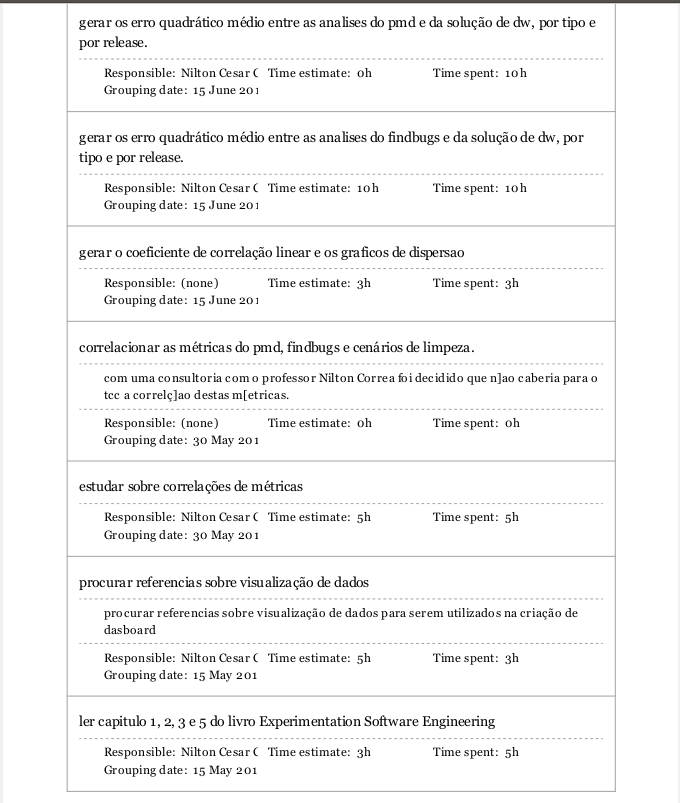 gerar os erro quadrático médio entre as analises do pmd e da solução de dw, por tipo e
por release.
Responsible: Nilton Cesar C Time estimate: 0h Time spent: 10h
Grouping date: 15 June 201
gerar os erro quadrático médio entre as analises do findbugs e da solução de dw, por
tipo e por release.
Responsible: Nilton Cesar C Time estimate: 10h Time spent: 10h
Grouping date: 15 June 201
gerar o coeficiente de correlação linear e os graficos de dispersao
Responsible: (none) Time estimate: 3h Time spent: 3h
Grouping date: 15 June 201
correlacionar as métricas do pmd, findbugs e cenários de limpeza.
com uma consultoria com o professor Nilton Correa foi decidido que n]ao caberia para o
tcc a correlç]ao destas m[etricas.
Responsible: (none) Time estimate: 0h Time spent: 0h
Grouping date: 30 May 201
estudar sobre correlações de métricas
Responsible: Nilton Cesar C Time estimate: 5h Time spent: 5h
Grouping date: 30 May 201
procurar referencias sobre visualização de dados
procurar referencias sobre visualização de dados para serem utilizados na criação de
dasboard
Responsible: Nilton Cesar C Time estimate: 5h Time spent: 3h
Grouping date: 15 May 201
ler capitulo 1, 2, 3 e 5 do livro Experimentation Software Engineering
Responsible: Nilton Cesar C Time estimate: 3h Time spent: 5h
Grouping date: 15 May 201